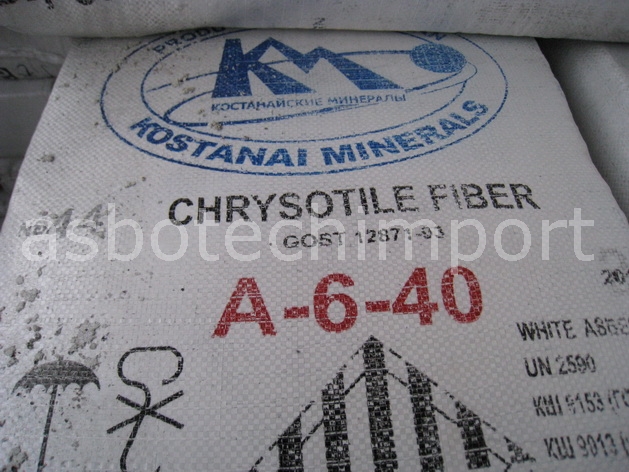 КОСТАНАЙСКИЕ МИНЕРАЛЫ
KOSTANAI MINERALS
CHRYSOTILE FIBER
GOST 12871-93
asbotechimport
A-6-40
WHITE
UN 2590